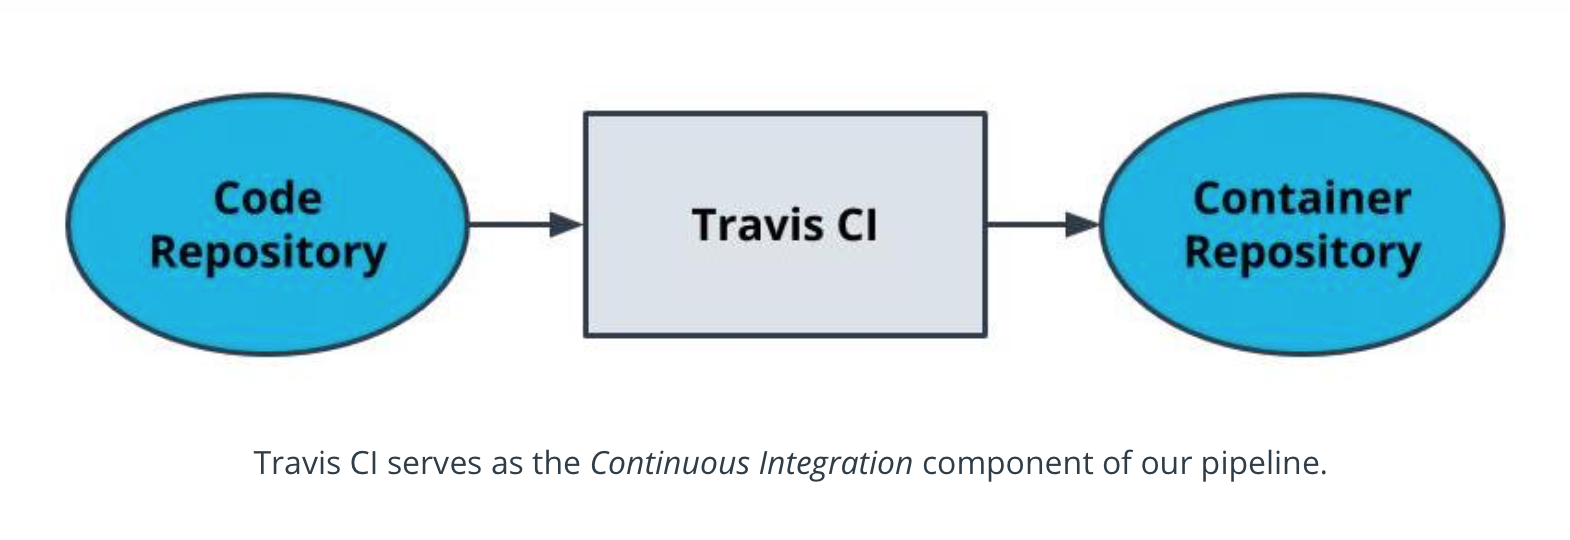 Code
Repository
Travis CI
Container
Repository
Travis CI serves as the Continuous Integration component of our pipeline.